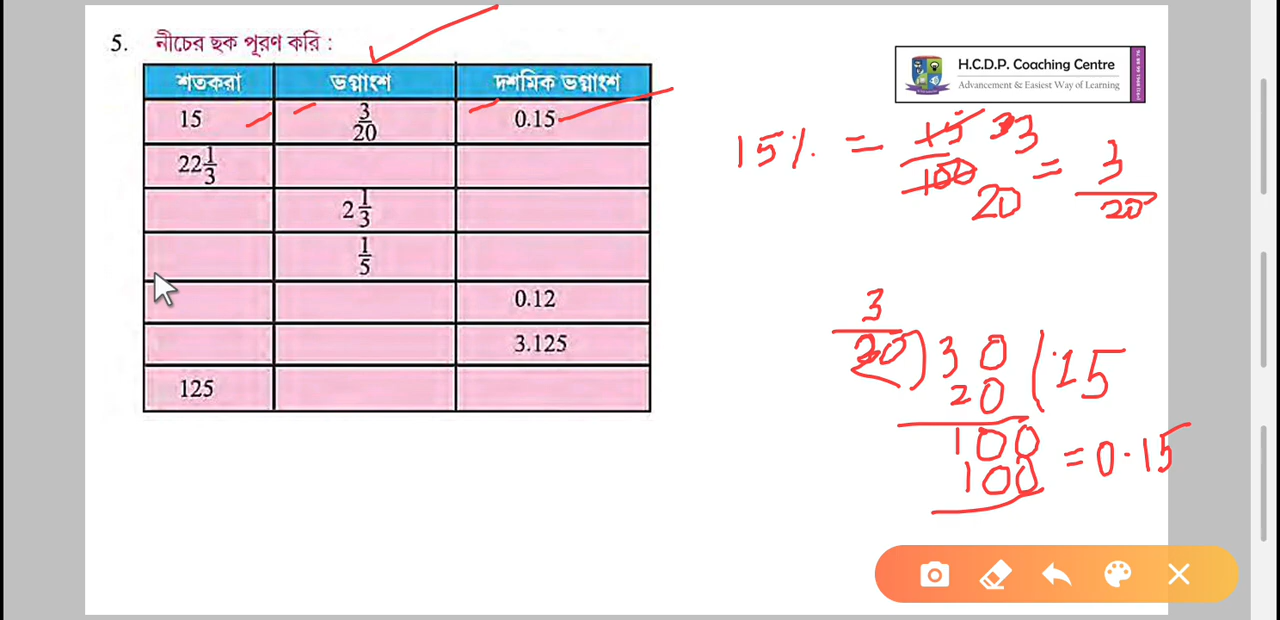 5. নীচের ছক পূরণ করি :
শতকরা ভগ্নাংশ দশমিক ভগ্নাংশ
15 3/20 0.15
22 1/3
2 1/3
1/5
0.12
3.125
125
H.C.D.P. Coaching Centre
Advancement & Easiest Way of Learning
15% = 15/100 3/20 = 3/20
3
20) 30 (.15
20
100
100 = 0.15